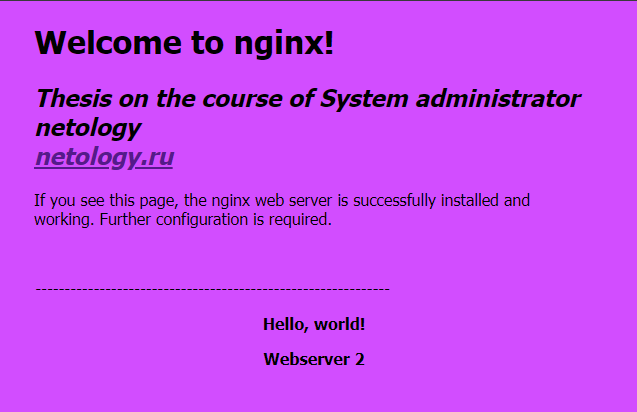 Welcome to nginx!
Thesis on the course of System administrator
netology
netology.ru
If you see this page, the nginx web server is successfully installed and
working. Further configuration is required.
-------------------------------------------------------------
Hello, world!
Webserver 2